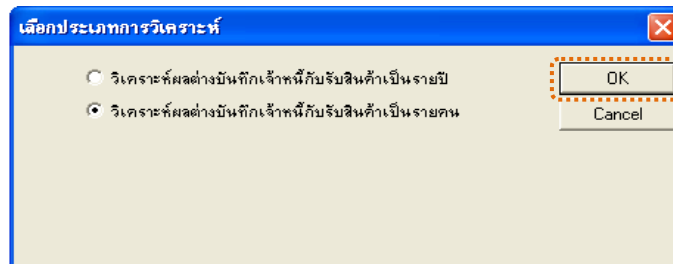 เลือกประเภทการวิเคราะห์
วิเคราะห์ผลต่างบันทึกเจ้าหนี้กับรับสินค้าเป็นรายปี
OK
วิเคราะห์ผลต่างบันทึกเจ้าหนี้กับรับสินค้าเป็นรายคน
Cancel